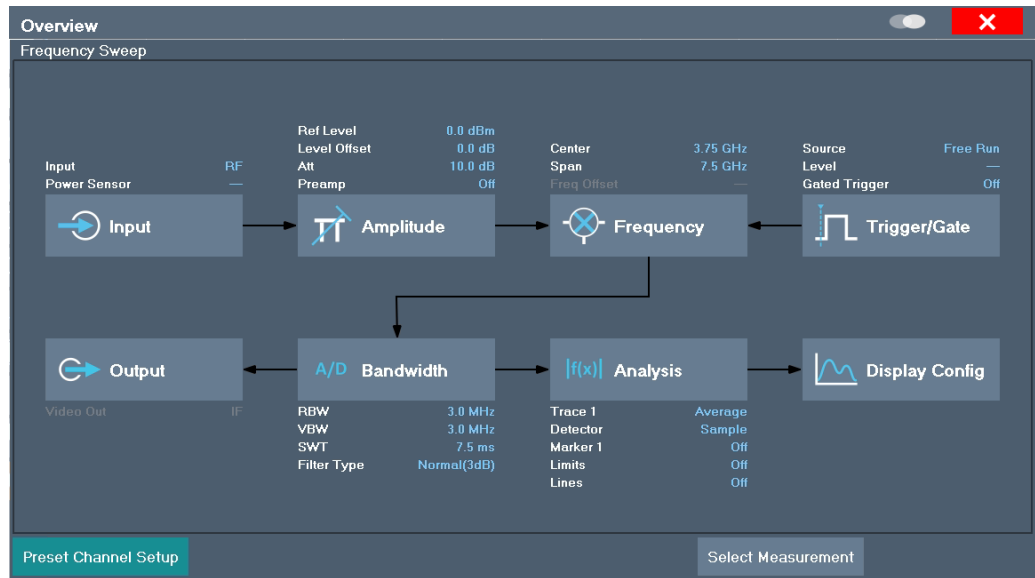 Overview
Frequency Sweep
Input RF
Power Sensor —
Input
Ref Level 0.0 dBm
Level Offset 0.0 dB
Att 10.0 dB
Preamp Off
Amplitude
Center 3.75 GHz
Span 7.5 GHz
Freq Offset —
Frequency
Source Free Run
Level —
Gated Trigger Off
Trigger/Gate
Output
Video Out IF
A/D Bandwidth
RBW 3.0 MHz
VBW 3.0 MHz
SWT 7.5 ms
Filter Type Normal(3dB)
|f(x)| Analysis
Trace 1 Average
Detector Sample
Marker 1 Off
Limits Off
Lines Off
Display Config
Preset Channel Setup
Select Measurement